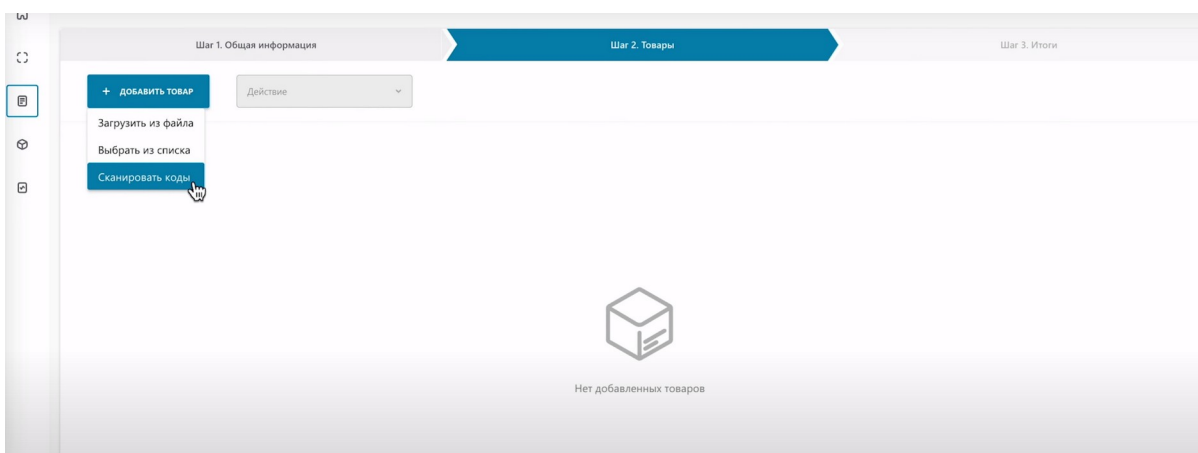 Шаг 1. Общая информация
Шаг 2. Товары
Шаг 3. Итоги
+ ДОБАВИТЬ ТОВАР
Действие
Загрузить из файла
Выбрать из списка
Сканировать коды
Нет добавленных товаров